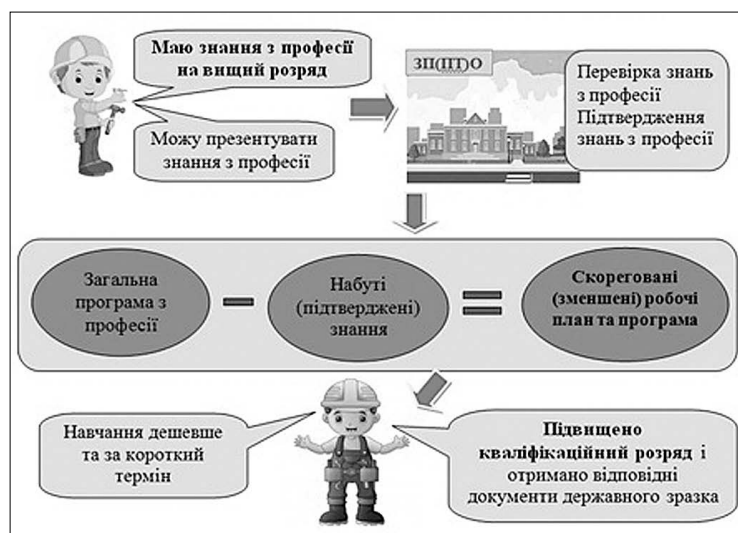 Маю знання з професії
на вищий розряд
Можу презентувати
знання з професії
ЗП(ПТ)О
Перевірка знань
з професії
Підтвердження
знань з професії
Загальна
програма з
професії
Набуті
(підтверджені)
знання
Скореговані
(зменшені) робочі
план та програма
Навчання дешевше
та за короткий
термін
Підвищено
кваліфікаційний розряд і
отримано відповідні
документи державного зразка